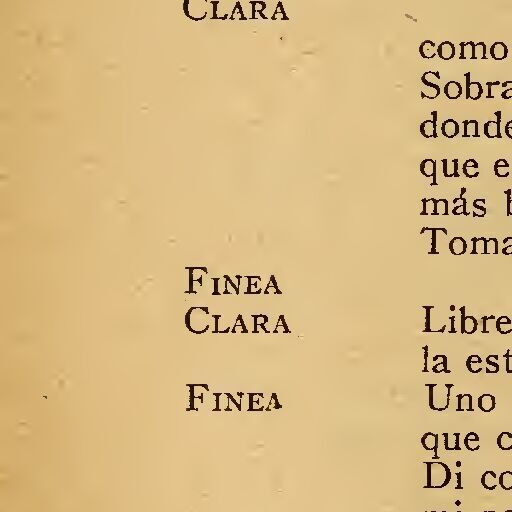 CLARA
como
Sobra
donde
que e
más b
Toma
FINEA
CLARA Libre
la est
FINEA Uno
que c
Di co